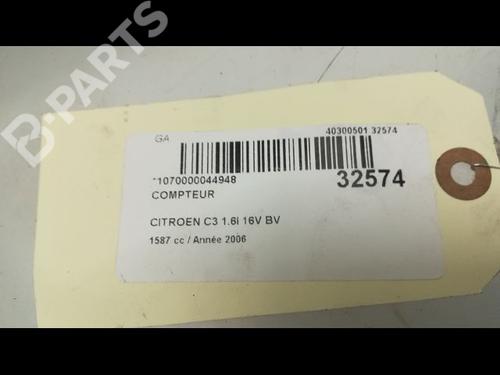 B-PARTS
GA
40300501 32574
*1070000044948
32574
COMPTEUR
CITROEN C3 1.6i 16V BV
1587 cc / Année 2006